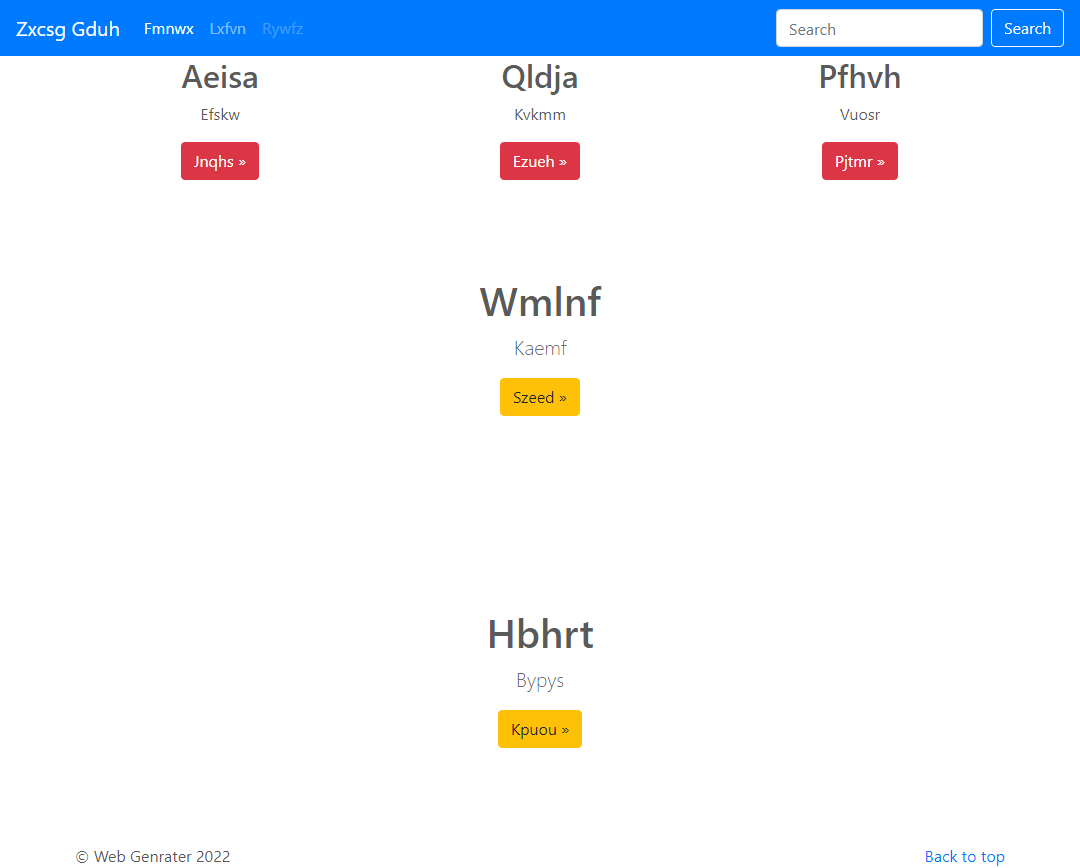 Zxcsg Gduh Fmnwx Lxfvn Rywfz Search Search
Aeisa Qldja Pfhvh
Efskw Kvkmm Vuosr
Jnqhs » Ezueh » Pjtmr »
Wmlnf
Kaemf
Szeed »
Hbhrt
Bypys
Kpuou »
© Web Genrater 2022 Back to top